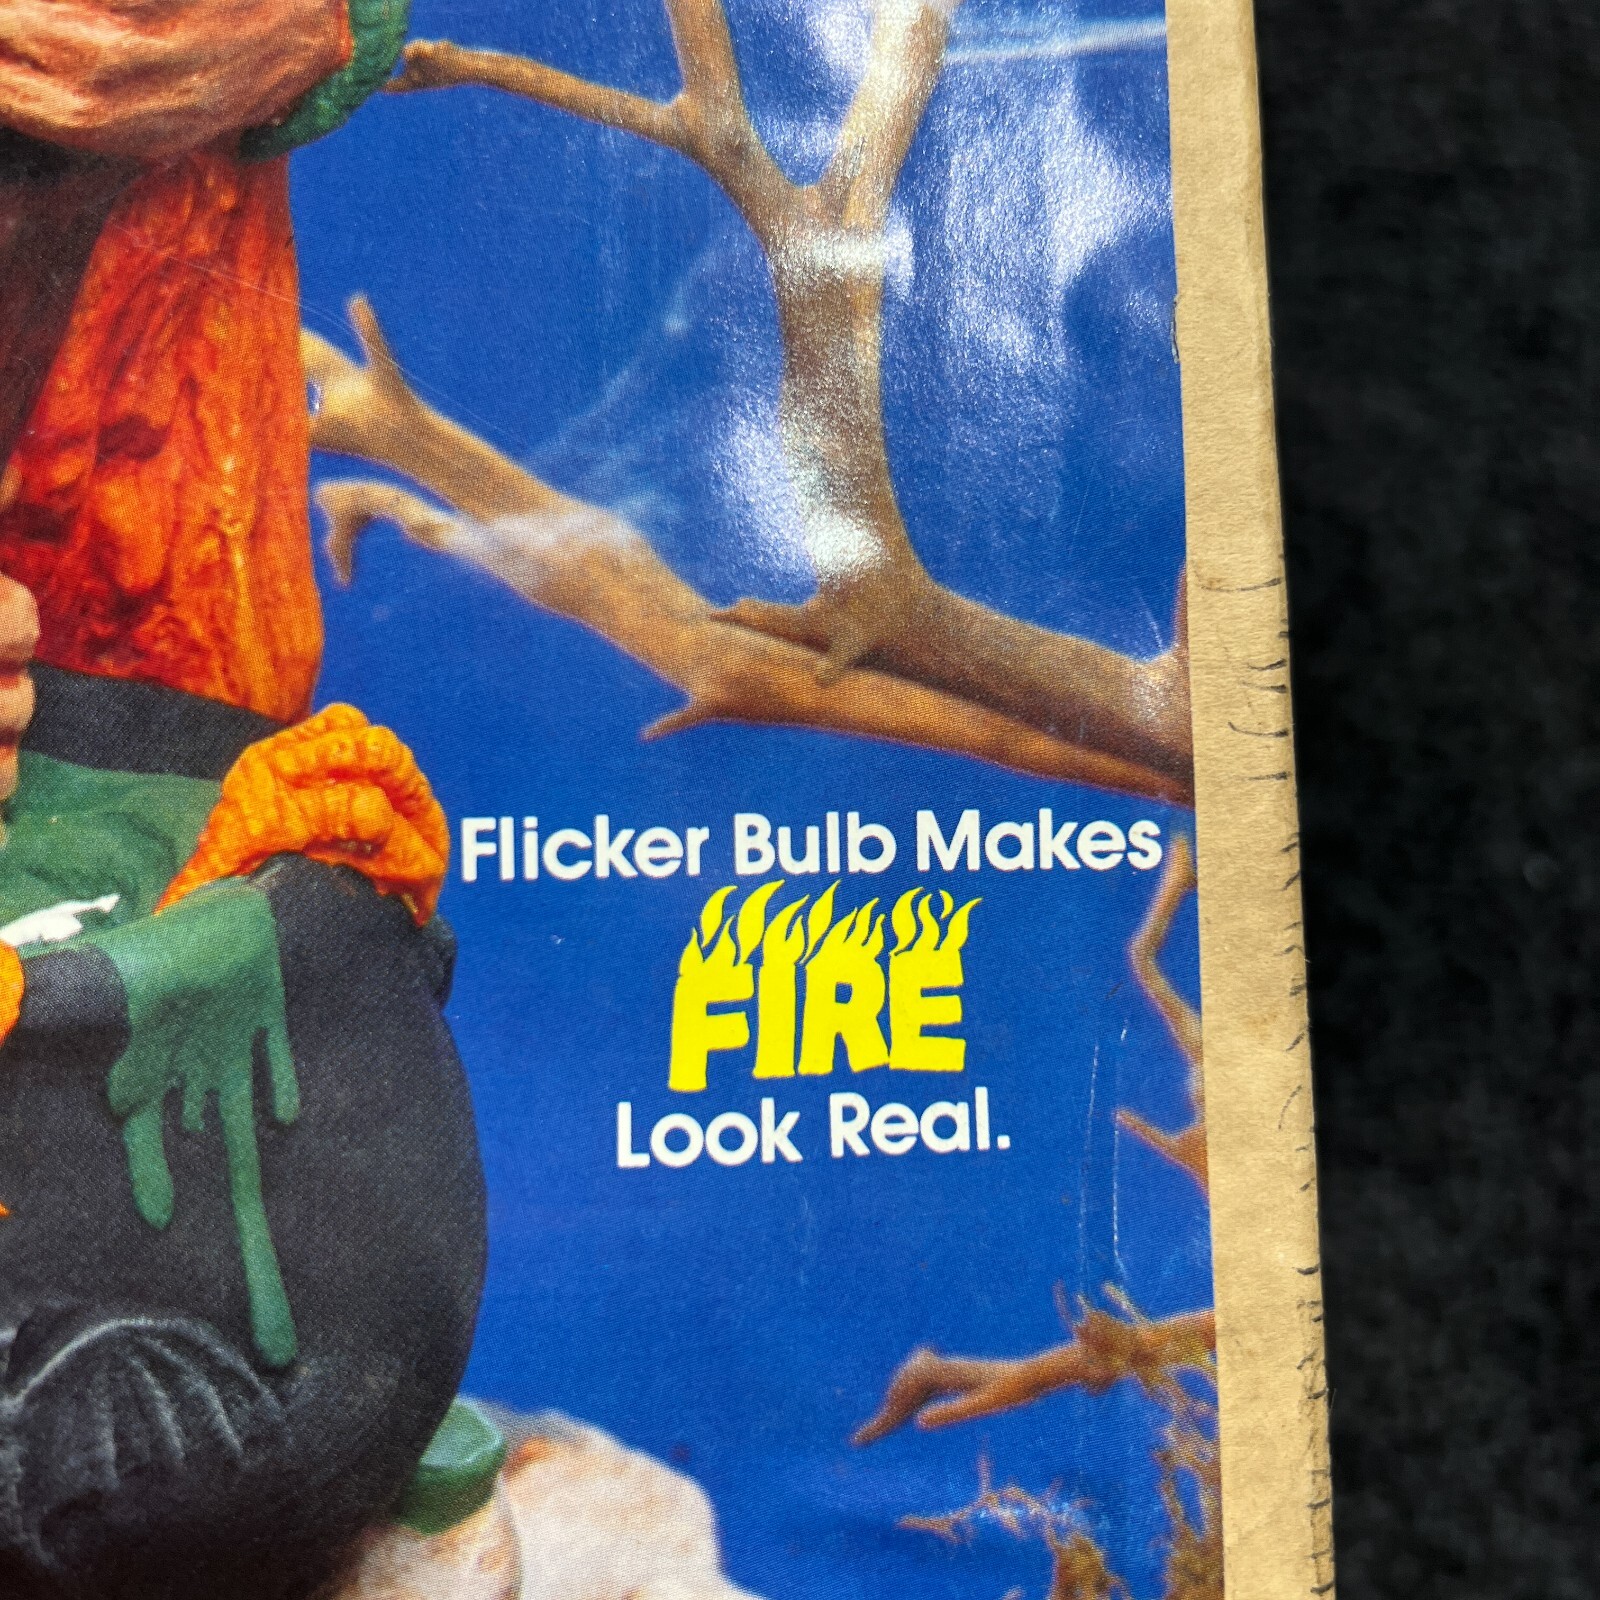 Flicker Bulb Makes
FIRE
Look Real.